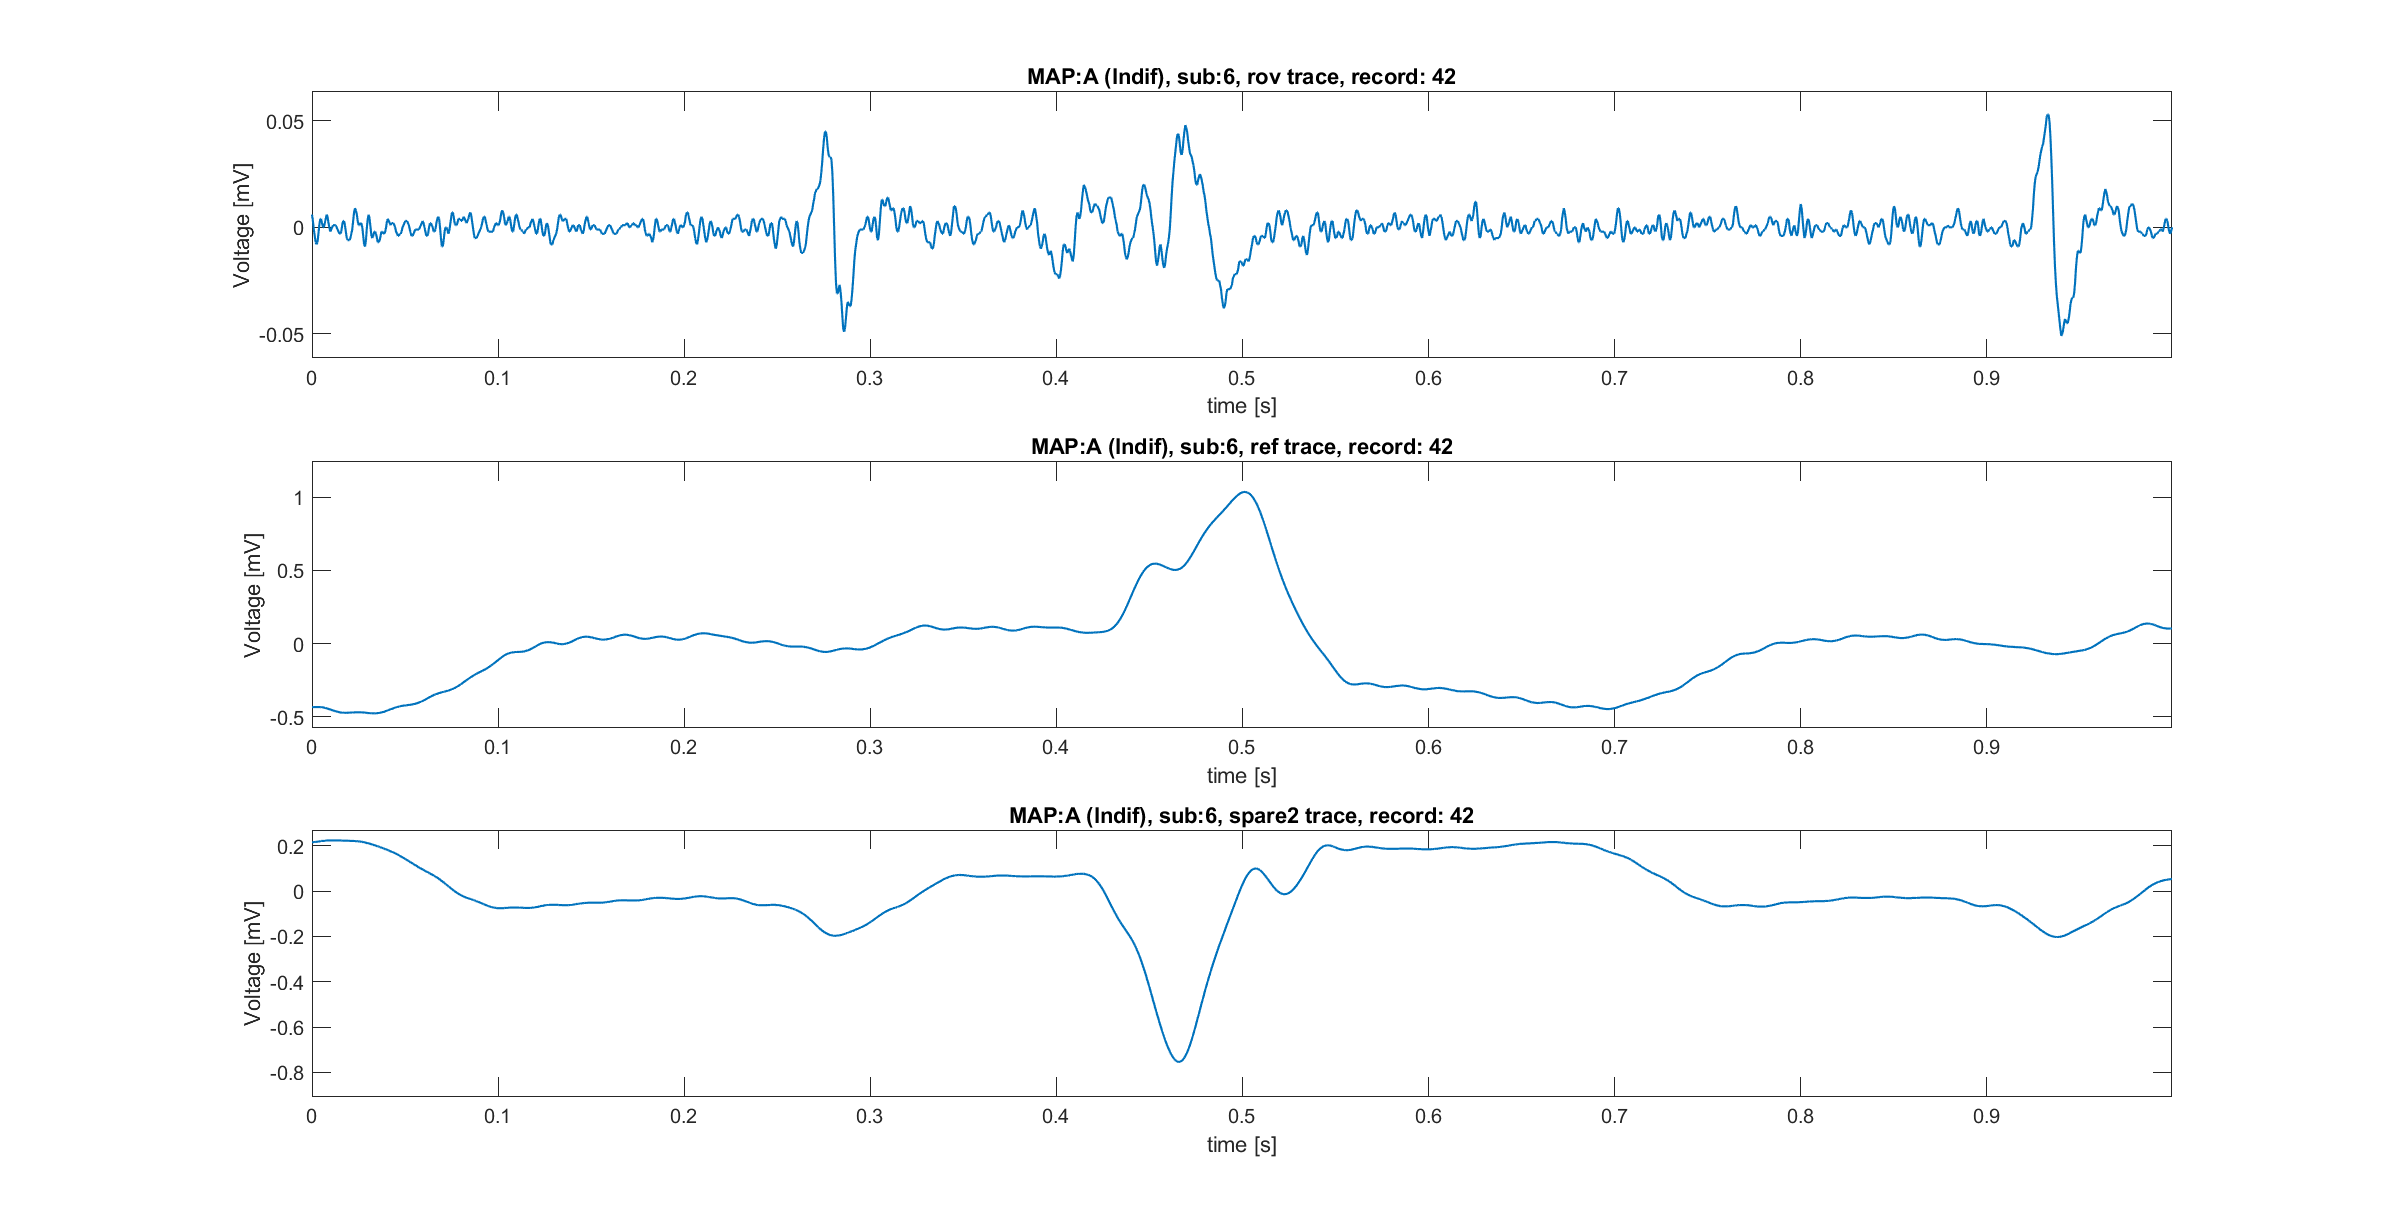 MAP:A (Indif), sub:6, rov trace, record: 42
Voltage [mV]
0.05
0
-0.05
0 0.1 0.2 0.3 0.4 0.5 0.6 0.7 0.8 0.9
time [s]
MAP:A (Indif), sub:6, ref trace, record: 42
Voltage [mV]
1
0.5
0
-0.5
0 0.1 0.2 0.3 0.4 0.5 0.6 0.7 0.8 0.9
time [s]
MAP:A (Indif), sub:6, spare2 trace, record: 42
Voltage [mV]
0.2
0
-0.2
-0.4
-0.6
-0.8
0 0.1 0.2 0.3 0.4 0.5 0.6 0.7 0.8 0.9
time [s]